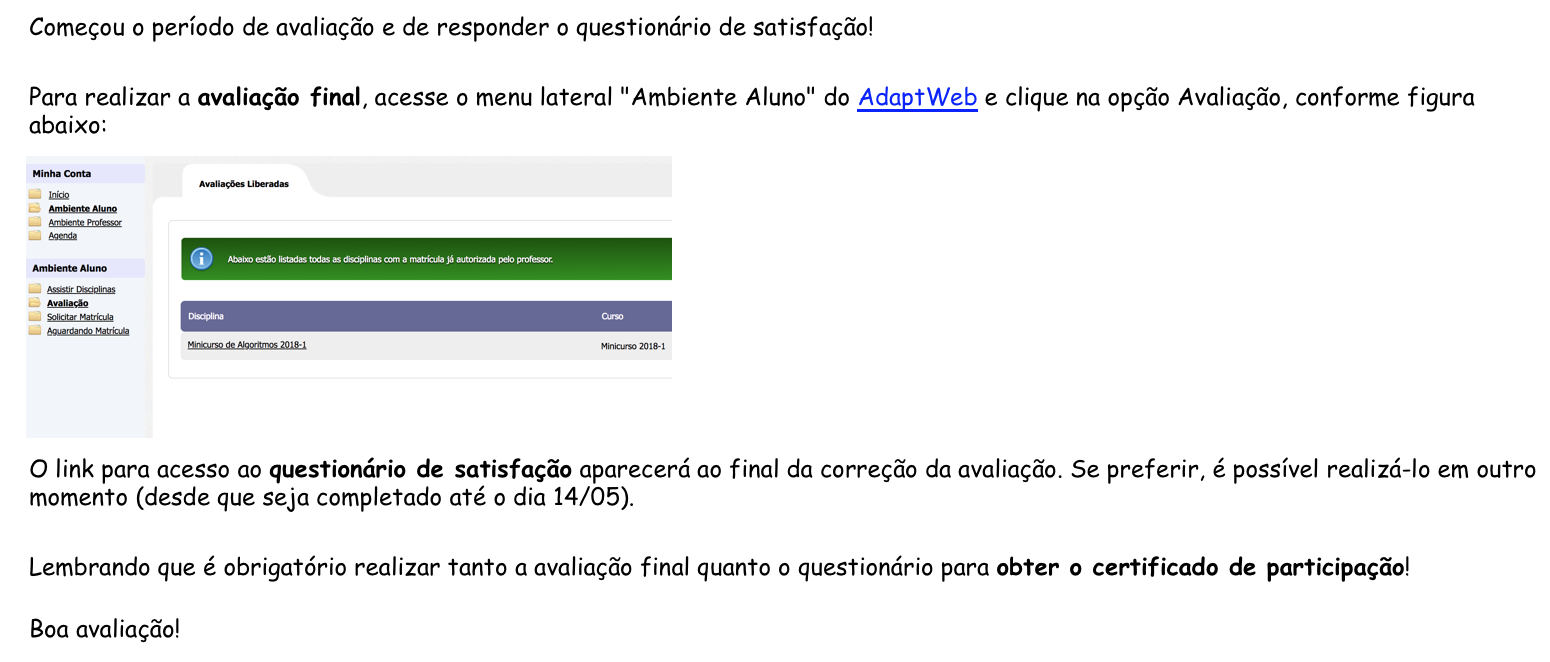 Começou o período de avaliação e de responder o questionário de satisfação!
Para realizar a avaliação final, acesse o menu lateral "Ambiente Aluno" do AdaptWeb e clique na opção Avaliação, conforme figura
abaixo:
Minha Conta
Início
Ambiente Aluno
Ambiente Professor
Agenda
Ambiente Aluno
Assistir Disciplinas
Avaliação
Solicitar Matrícula
Aguardando Matrícula
Avaliações Liberadas
Abaixo estão listadas todas as disciplinas com a matrícula já autorizada pelo professor.
Disciplina Curso
Minicurso de Algoritmos 2018-1 Minicurso 2018-1
O link para acesso ao questionário de satisfação aparecerá ao final da correção da avaliação. Se preferir, é possível realizá-lo em outro
momento (desde que seja completado até o dia 14/05).
Lembrando que é obrigatório realizar tanto a avaliação final quanto o questionário para obter o certificado de participação!
Boa avaliação!